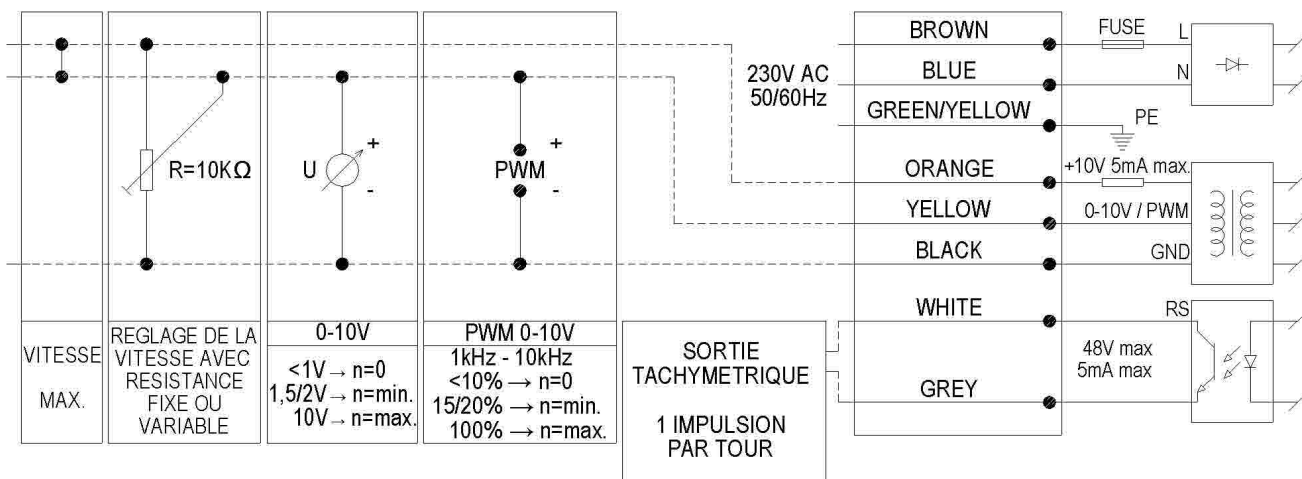 R=10KΩ
U
+
-
+
PWM
-
VITESSE
MAX.
REGLAGE DE LA
VITESSE AVEC
RESISTANCE
FIXE OU
VARIABLE
0-10V
<1V→ n=0
1,5/2V→n=min.
10V→n=max.
PWM 0-10V
1kHz - 10kHz
<10% → n=0
15/20% → n=min.
100% → n=max.
SORTIE
TACHYMETRIQUE
1 IMPULSION
PAR TOUR
230V AC
50/60Hz
BROWN
BLUE
GREEN/YELLOW
ORANGE
YELLOW
BLACK
WHITE
GREY
FUSE
L
N
PE
+10V 5mA max.
0-10V / PWM
GND
RS
48V max
5mA max